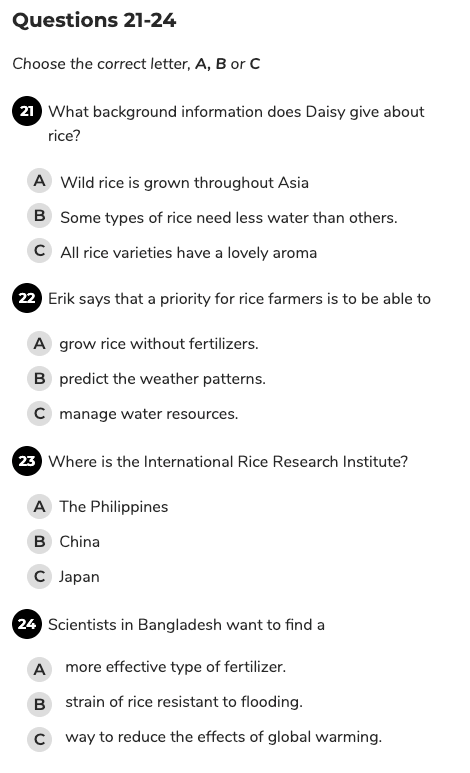 Questions 21-24
Choose the correct letter, A, B or C
21 What background information does Daisy give about
rice?
A Wild rice is grown throughout Asia
B Some types of rice need less water than others.
C All rice varieties have a lovely aroma
22 Erik says that a priority for rice farmers is to be able to
A grow rice without fertilizers.
B predict the weather patterns.
C manage water resources.
23 Where is the International Rice Research Institute?
A The Philippines
B China
C Japan
24 Scientists in Bangladesh want to find a
A more effective type of fertilizer.
B strain of rice resistant to flooding.
C way to reduce the effects of global warming.